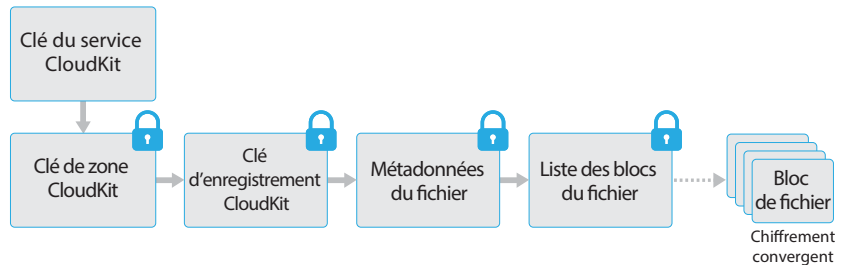 Clé du service
CloudKit
Clé de zone
CloudKit
Clé
d'enregistrement
CloudKit
Métadonnées
du fichier
Liste des blocs
du fichier
Bloc
de fichier
Chiffrement
convergent